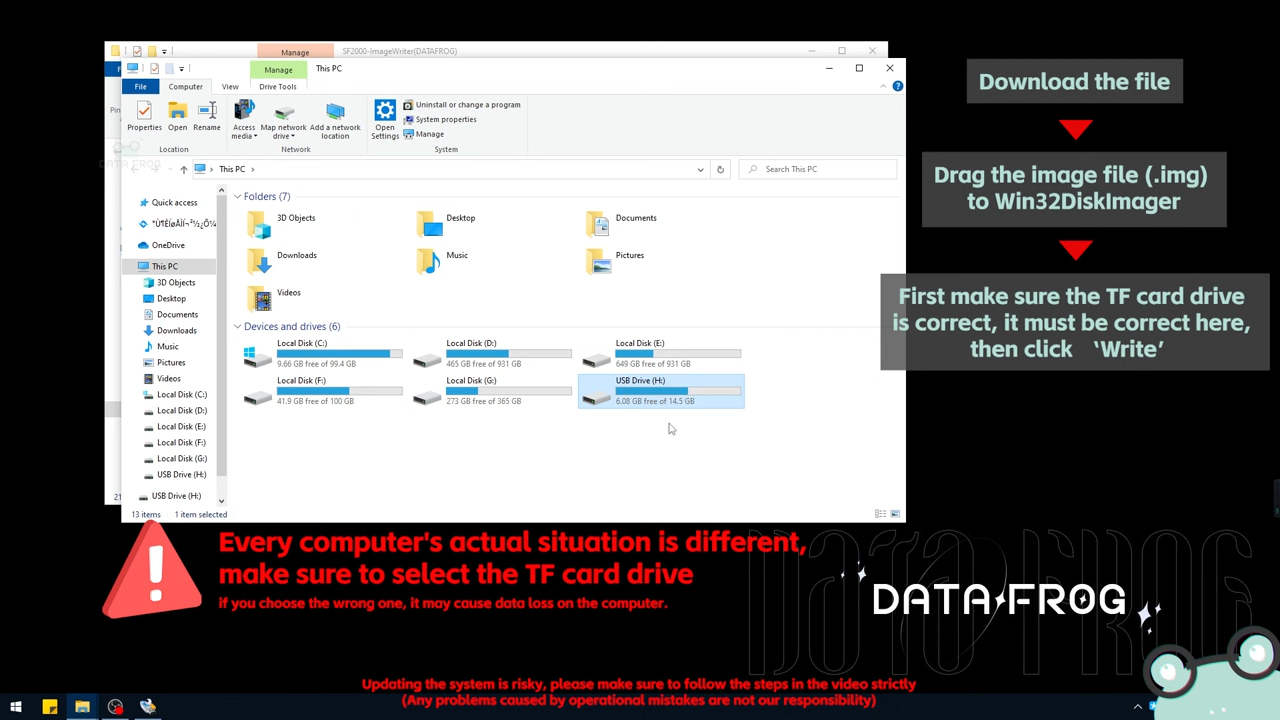 Manage
SF2000-ImageWriter(DATAFROG)
Manage
This PC
File
Computer
View
Drive Tools
Properties
Open
Rename
Access media
Map network drive
Add a network location
Open Settings
Uninstall or change a program
System properties
Manage
Location
Network
System
DATA FROG
This PC
Search This PC
Quick access
OneDrive
This PC
3D Objects
Desktop
Documents
Downloads
Music
Pictures
Videos
Local Disk (C:)
Local Disk (D:)
Local Disk (E:)
Local Disk (F:)
Local Disk (G:)
USB Drive (H:)
USB Drive (H:)
Folders (7)
3D Objects
Desktop
Documents
Downloads
Music
Pictures
Videos
Devices and drives (6)
Local Disk (C:)
9.66 GB free of 99.4 GB
Local Disk (D:)
465 GB free of 931 GB
Local Disk (E:)
649 GB free of 931 GB
Local Disk (F:)
41.9 GB free of 100 GB
Local Disk (G:)
273 GB free of 365 GB
USB Drive (H:)
6.08 GB free of 14.5 GB
13 items
1 item selected
Download the file
Drag the image file (.img)
to Win32DiskImager
First make sure the TF card drive
is correct, it must be correct here,
then click ‘Write’
Every computer's actual situation is different,
make sure to select the TF card drive
if you choose the wrong one, it may cause data loss on the computer.
DATA FROG
DATA FROG
Updating the system is risky, please make sure to follow the steps in the video strictly
(Any problems caused by operational mistakes are not our responsibility)